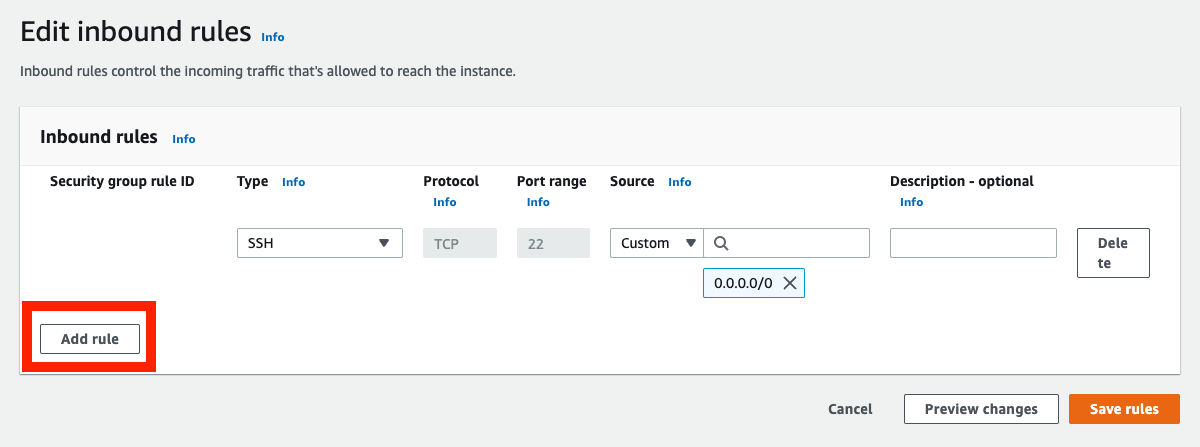 Edit inbound rules Info
Inbound rules control the incoming traffic that's allowed to reach the instance.
Inbound rules Info
Security group rule ID Type Info Protocol Port range Source Info Description - optional
Info Info Info
SSH TCP 22 Custom Dele
te
0.0.0.0/0
Add rule
Cancel Preview changes Save rules